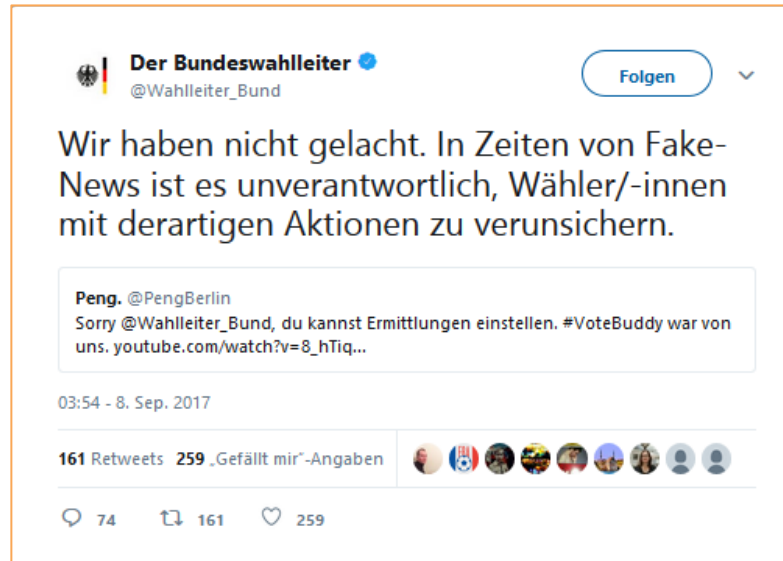 Der Bundeswahlleiter
@Wahlleiter_Bund
Folgen
Wir haben nicht gelacht. In Zeiten von Fake-
News ist es unverantwortlich, Wähler/-innen
mit derartigen Aktionen zu verunsichern.
Peng. @PengBerlin
Sorry @Wahlleiter_Bund, du kannst Ermittlungen einstellen. #VoteBuddy war von
uns. youtube.com/watch?v=8_hTiq...
03:54 - 8. Sep. 2017
161 Retweets 259 „Gefällt mir“-Angaben
74 161 259